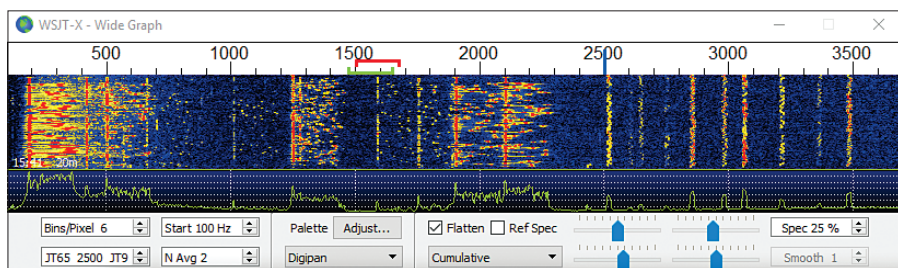 WSJT-X - Wide Graph
500 1000 1500 2000 2500 3000 3500
15:41 20m
Bins/Pixel 6 Start 100 Hz Palette Adjust... Flatten Ref Spec Spec 25 %
JT65 2500 JT9 N Avg 2 Digipan Cumulative Smooth 1